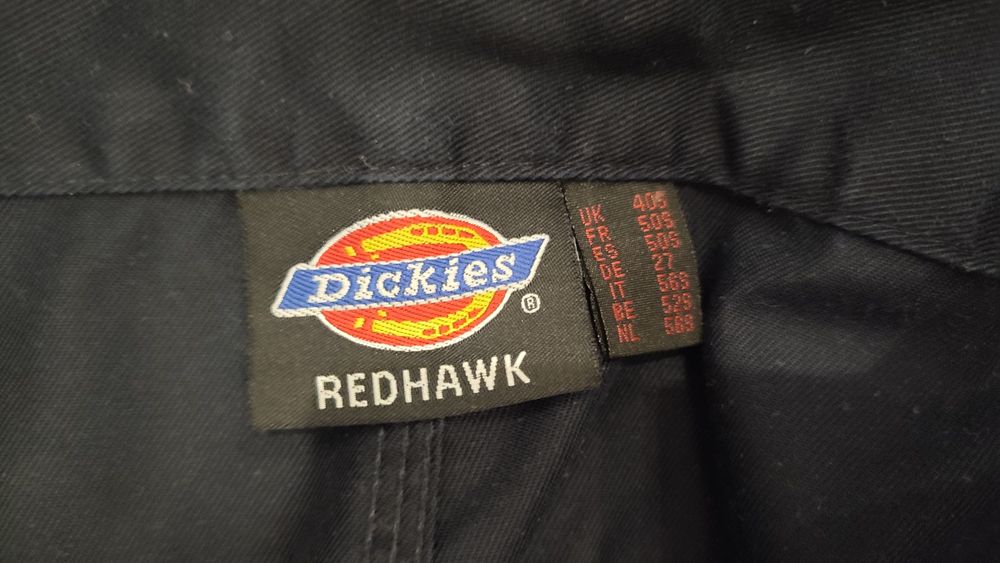 Dickies
®
REDHAWK
UK 40S
FR 50S
ES 50S
DE 27
IT 56S
BE 52S
NL 56S